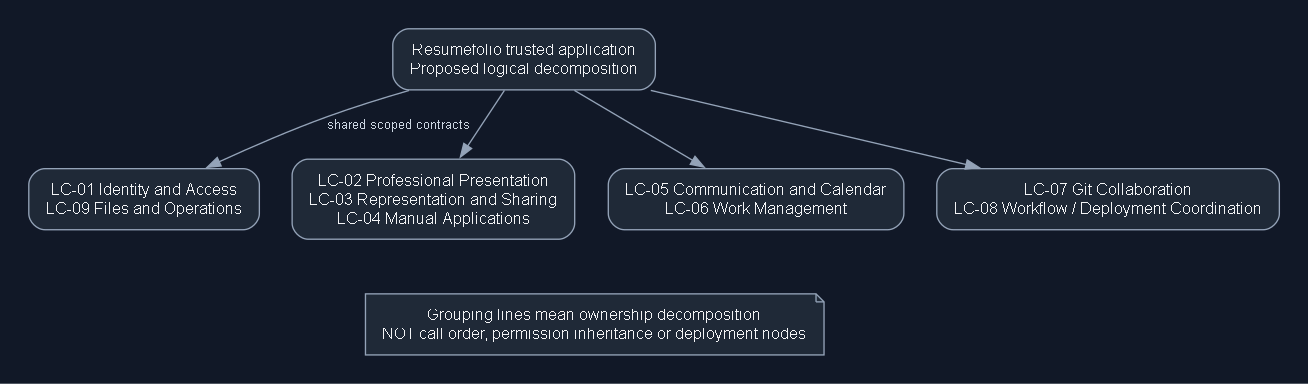 Resumefolio trusted application
Proposed logical decomposition
shared scoped contracts
LC-01 Identity and Access
LC-09 Files and Operations
LC-02 Professional Presentation
LC-03 Representation and Sharing
LC-04 Manual Applications
LC-05 Communication and Calendar
LC-06 Work Management
LC-07 Git Collaboration
LC-08 Workflow / Deployment Coordination
Grouping lines mean ownership decomposition
NOT call order, permission inheritance or deployment nodes